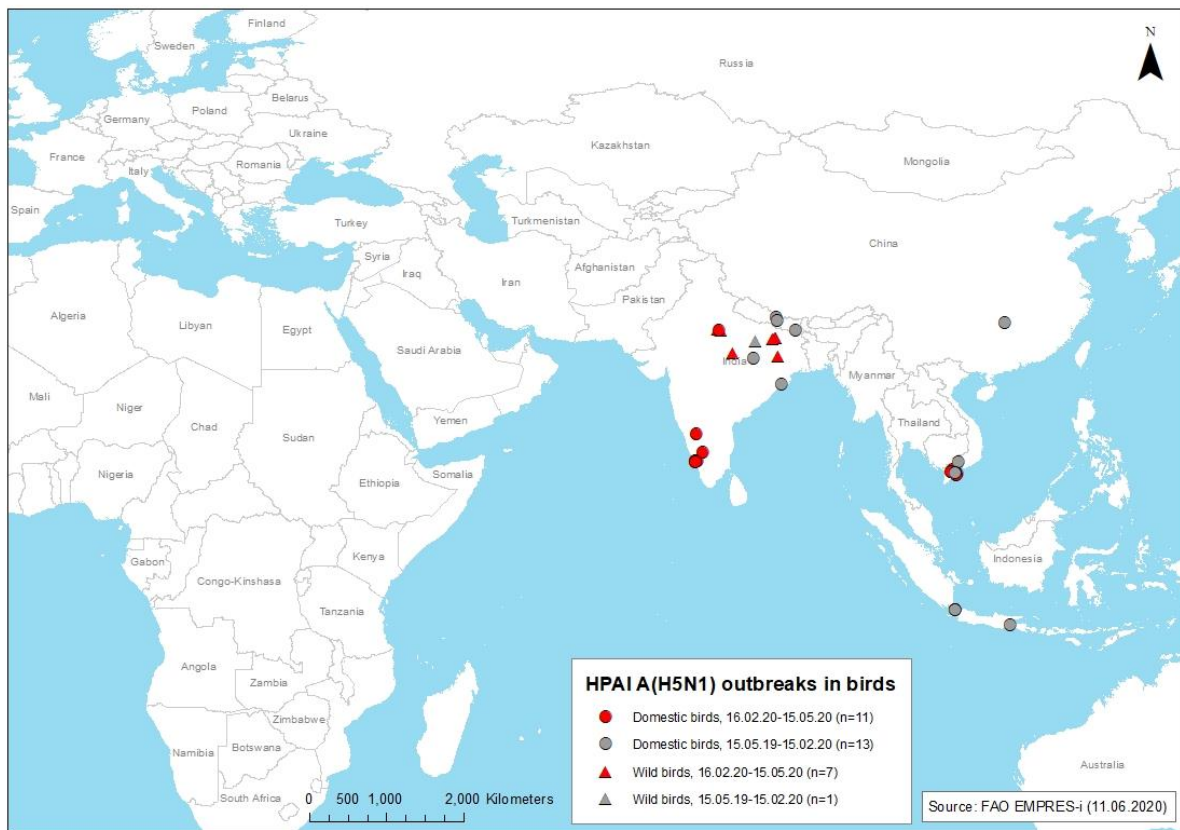 Finland
Sweden
N
Russia
Belarus
Poland
Germany
Ukraine
France
Kazakhstan
Mongolia
Romania
Italy
Spain
Turkey
Turkmenistan
China
Syria
Afghanistan
Iraq
Iran
Pakistan
Algeria
Libyan
Egypt
Saudi Arabia
India
Myanmar
Mali
Niger
Chad
Sudan
Yemen
Thailand
Nigeria
Ethiopia
Somalia
Gabon
Kenya
Indonesia
Congo-Kinshasa
Tanzania
Angola
Zambia
Zimbabwe
Namibia
Botswana
South Africa
Australia
0 500 1,000 2,000 Kilometers
HPAI A(H5N1) outbreaks in birds
Domestic birds, 16.02.20-15.05.20 (n=11)
Domestic birds, 15.05.19-15.02.20 (n=13)
Wild birds, 16.02.20-15.05.20 (n=7)
Wild birds, 15.05.19-15.02.20 (n=1)
Source: FAO EMPRES-i (11.06.2020)